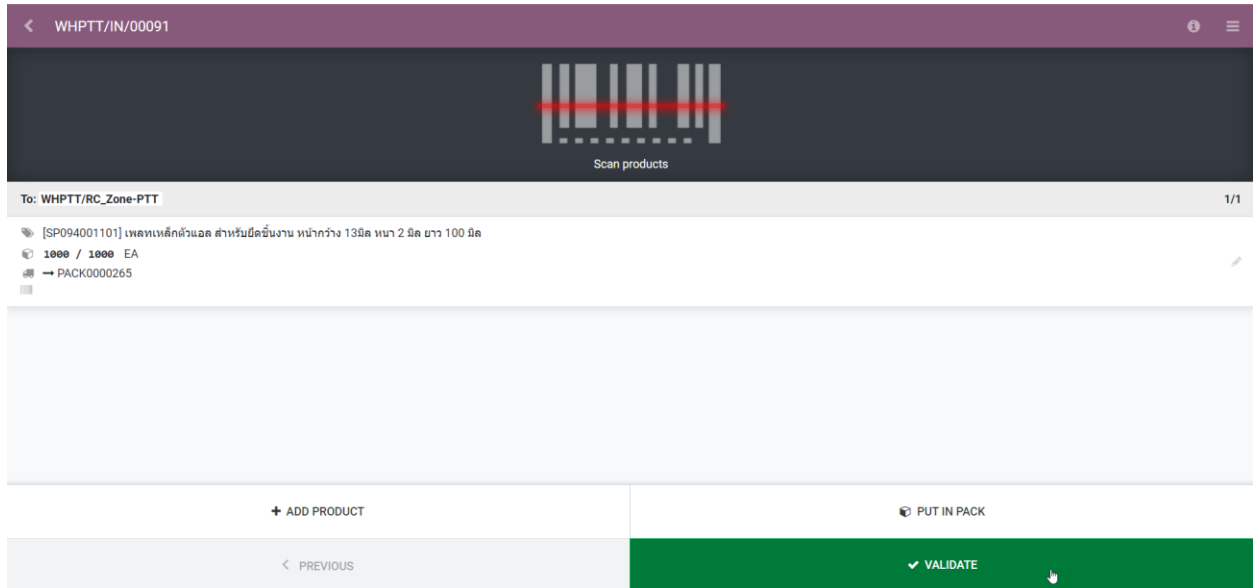 WHPTT/IN/00091
Scan products
To: WHPTT/RC_Zone-PTT 1/1
[SP094001101] เพลทเหล็กตัวแอล สำหรับยึดชิ้นงาน หน้ากว้าง 13มิล หนา 2 มิล ยาว 100 มิล
1000 / 1000 EA
→ PACK0000265
+ ADD PRODUCT
PUT IN PACK
< PREVIOUS
✓ VALIDATE